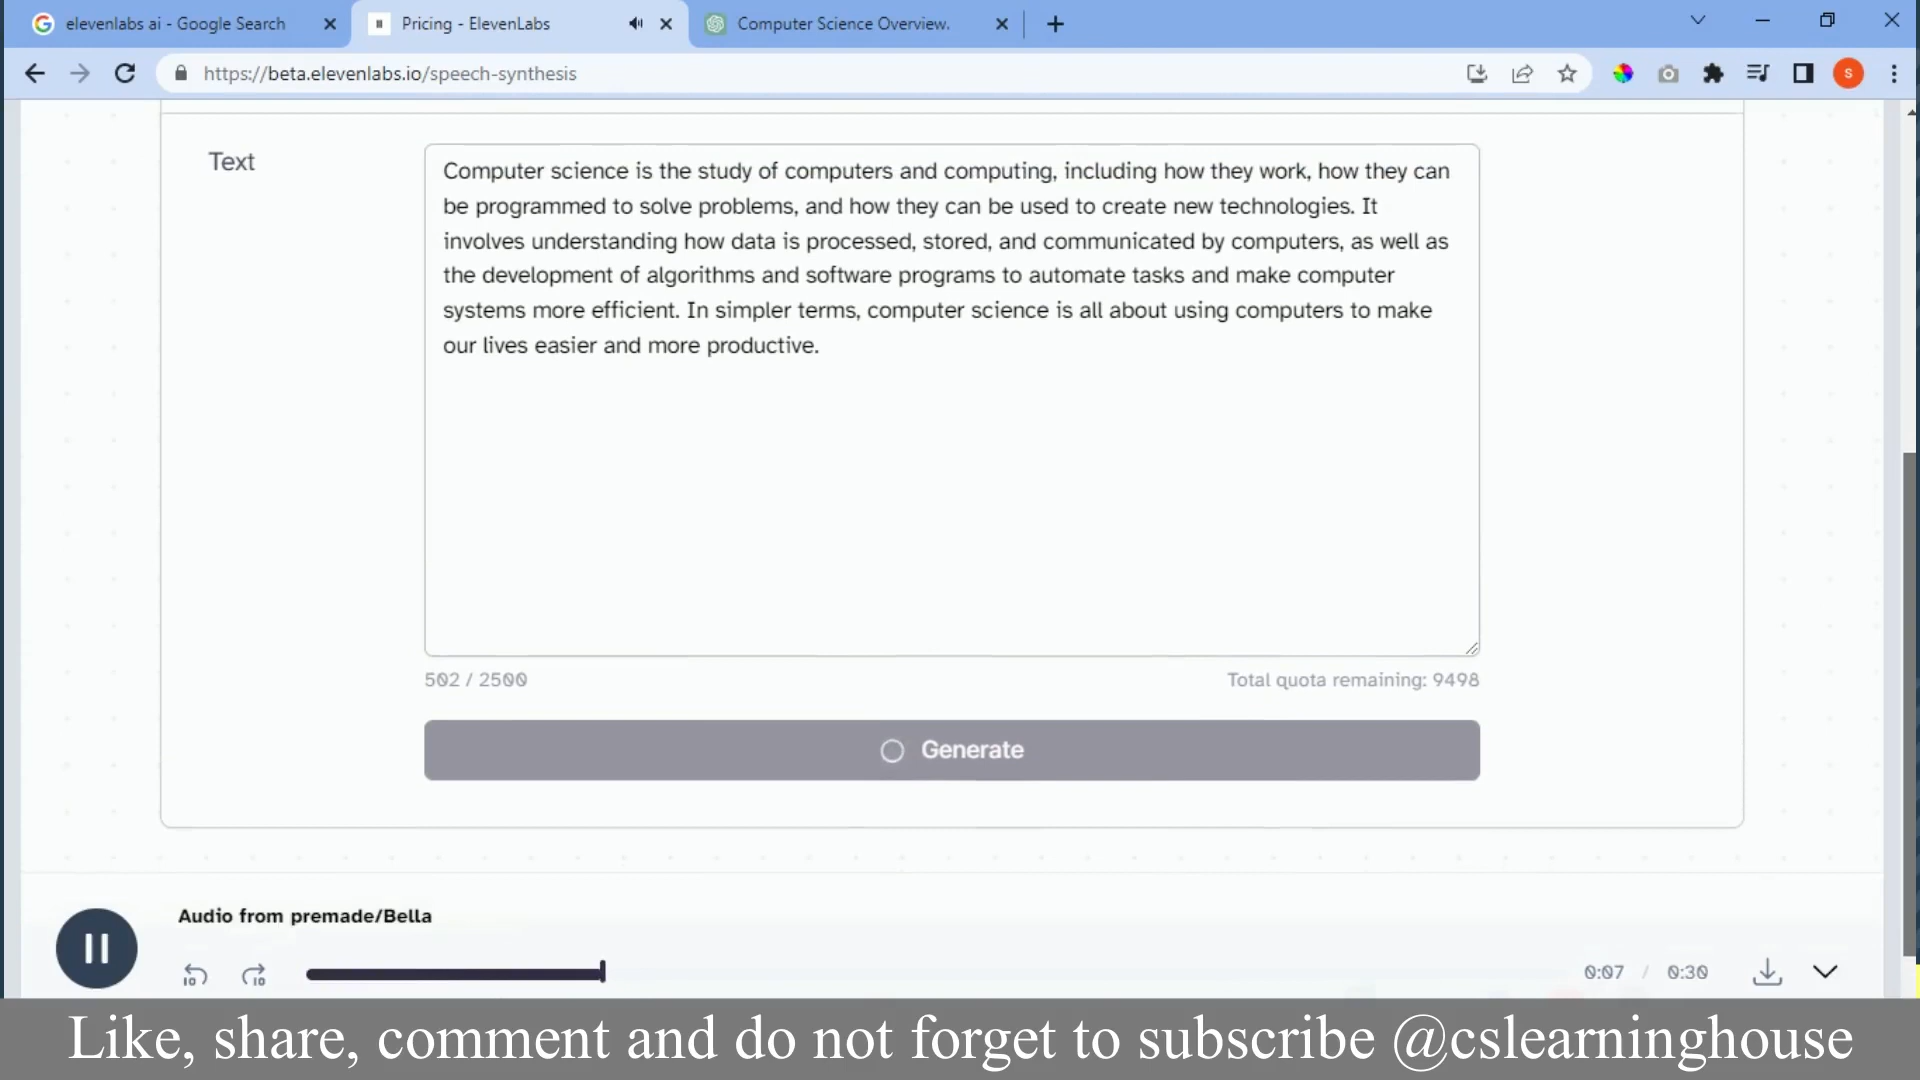 elevenlabs ai - Google Search
Pricing - ElevenLabs
Computer Science Overview.
https://beta.elevenlabs.io/speech-synthesis
S
Text
Computer science is the study of computers and computing, including how they work, how they can
be programmed to solve problems, and how they can be used to create new technologies. It
involves understanding how data is processed, stored, and communicated by computers, as well as
the development of algorithms and software programs to automate tasks and make computer
systems more efficient. In simpler terms, computer science is all about using computers to make
our lives easier and more productive.
502 / 2500
Total quota remaining: 9498
Generate
Audio from premade/Bella
10
10
0:07 / 0:30
Like, share, comment and do not forget to subscribe @cslearninghouse